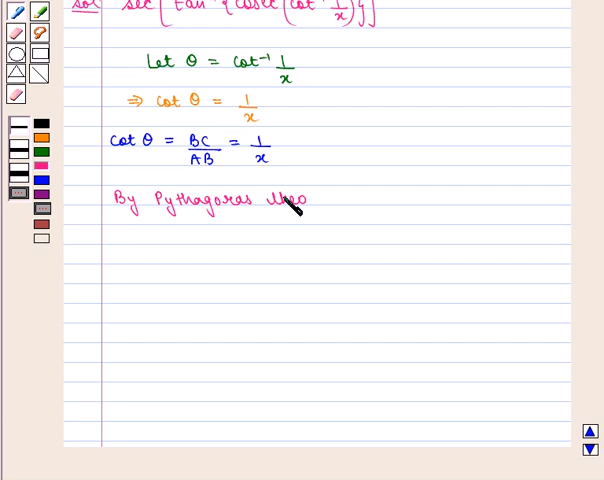 Sol sec[tan⁻¹{cosec(cot⁻¹ 1/x)}]
Let θ = cot⁻¹ 1/x
⇒ cot θ = 1/x
cot θ = BC/AB = 1/x
By Pythagoras theo